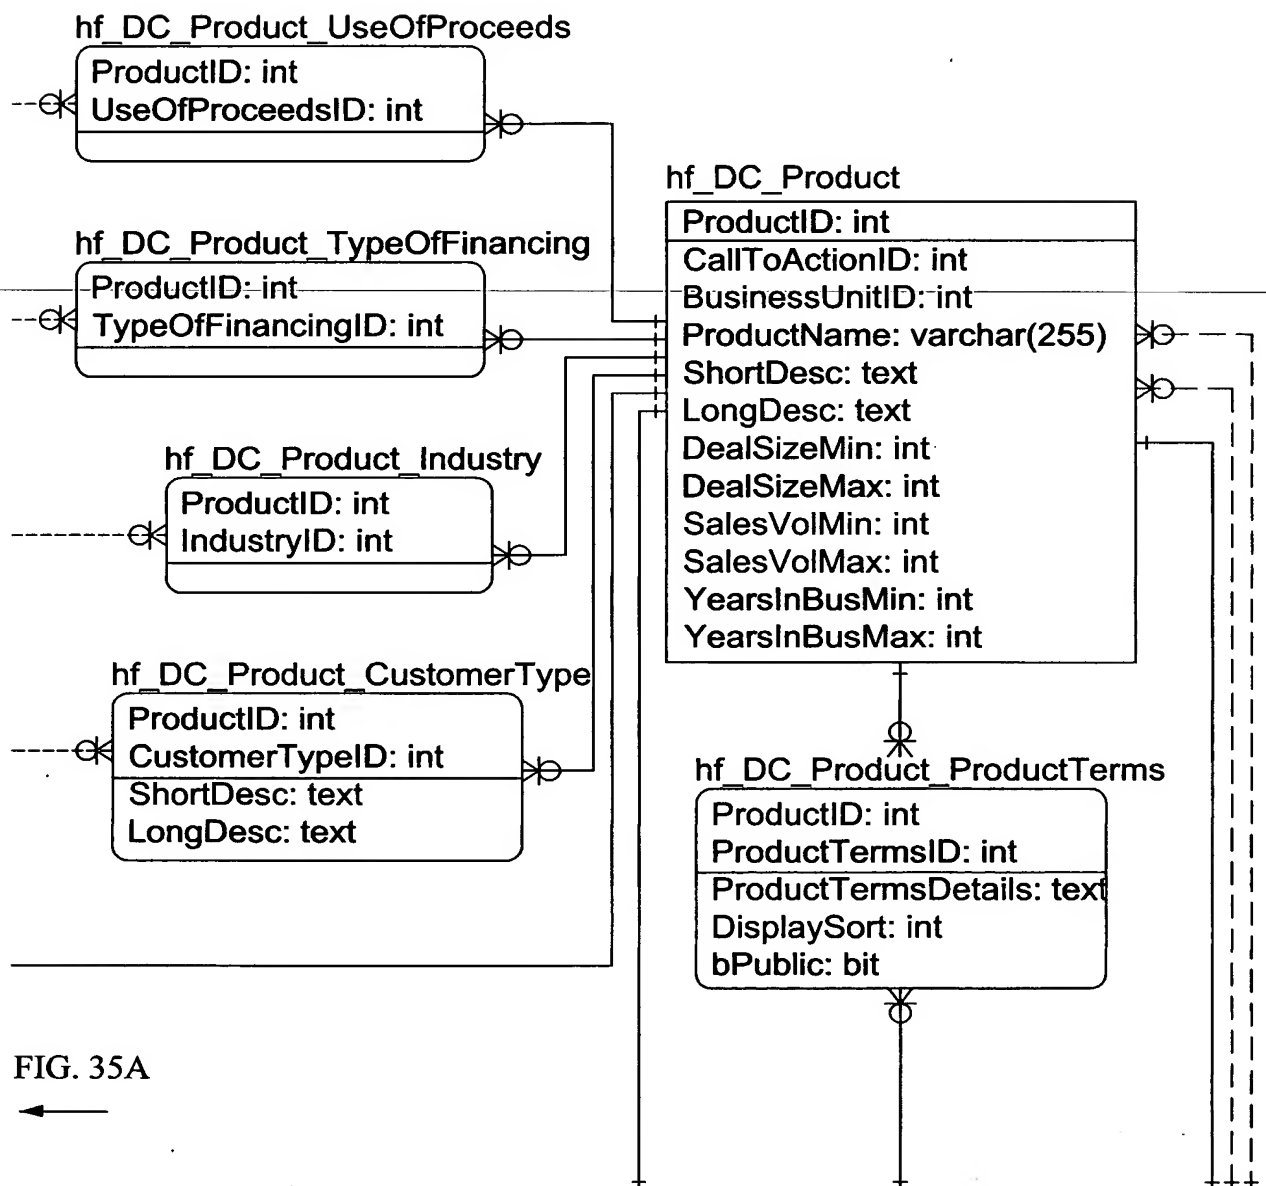 hf_DC_Product_UseOfProceeds
ProductID: int
UseOfProceedsID: int
hf_DC_Product_TypeOfFinancing
ProductID: int
TypeOfFinancingID: int
hf_DC_Product_Industry
ProductID: int
IndustryID: int
hf_DC_Product_CustomerType
ProductID: int
CustomerTypeID: int
ShortDesc: text
LongDesc: text
hf_DC_Product
ProductID: int
CallToActionID: int
BusinessUnitID: int
ProductName: varchar(255)
ShortDesc: text
LongDesc: text
DealSizeMin: int
DealSizeMax: int
SalesVolMin: int
SalesVolMax: int
YearsInBusMin: int
YearsInBusMax: int
hf_DC_Product_ProductTerms
ProductID: int
ProductTermsID: int
ProductTermsDetails: text
DisplaySort: int
bPublic: bit
FIG. 35A